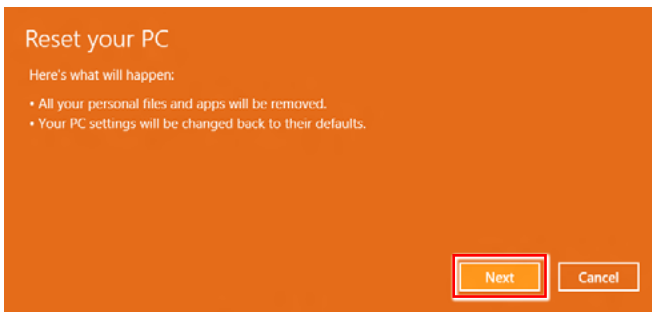 Reset your PC
Here's what will happen:
• All your personal files and apps will be removed.
• Your PC settings will be changed back to their defaults.
Next Cancel